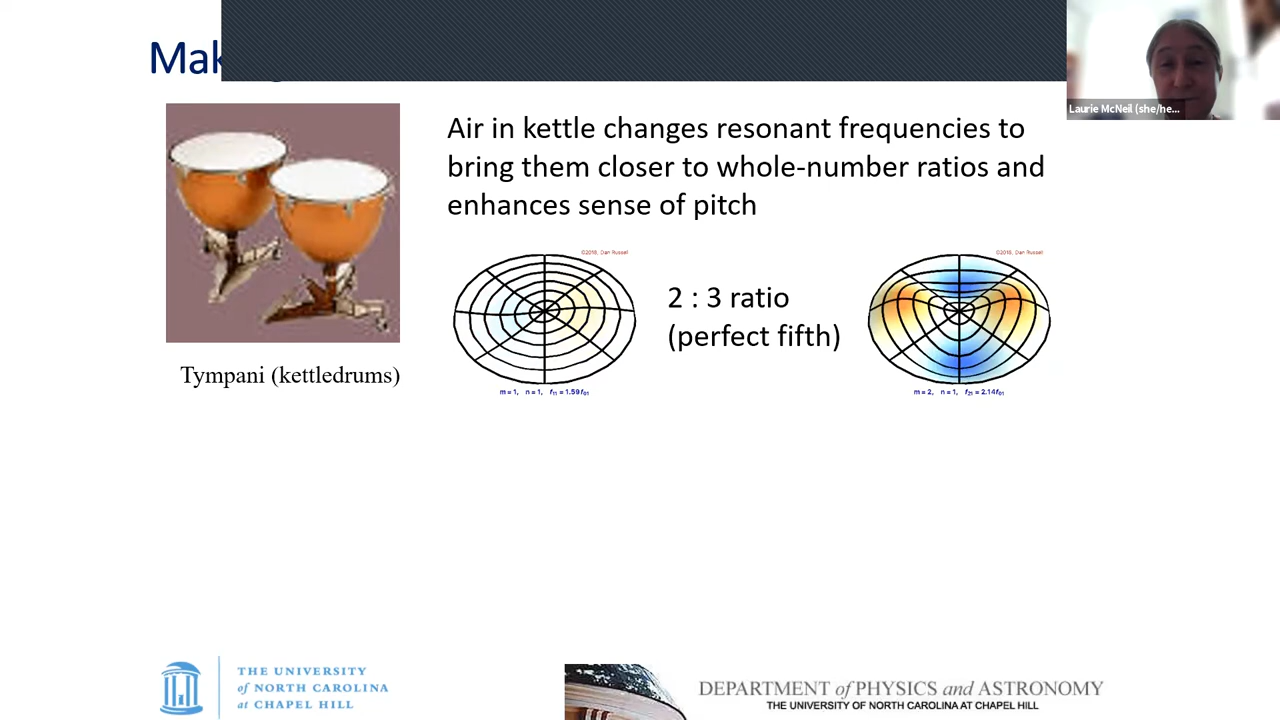 Laurie McNeil (she/he...
Air in kettle changes resonant frequencies to
bring them closer to whole-number ratios and
enhances sense of pitch
©2018, Dan Russell
©2018, Dan Russell
2 : 3 ratio
(perfect fifth)
Tympani (kettledrums)
m = 1, n = 1, f11 = 1.59f01
m = 2, n = 1, f21 = 2.14f01
THE UNIVERSITY
of NORTH CAROLINA
at CHAPEL HILL
DEPARTMENT of PHYSICS and ASTRONOMY
THE UNIVERSITY OF NORTH CAROLINA AT CHAPEL HILL